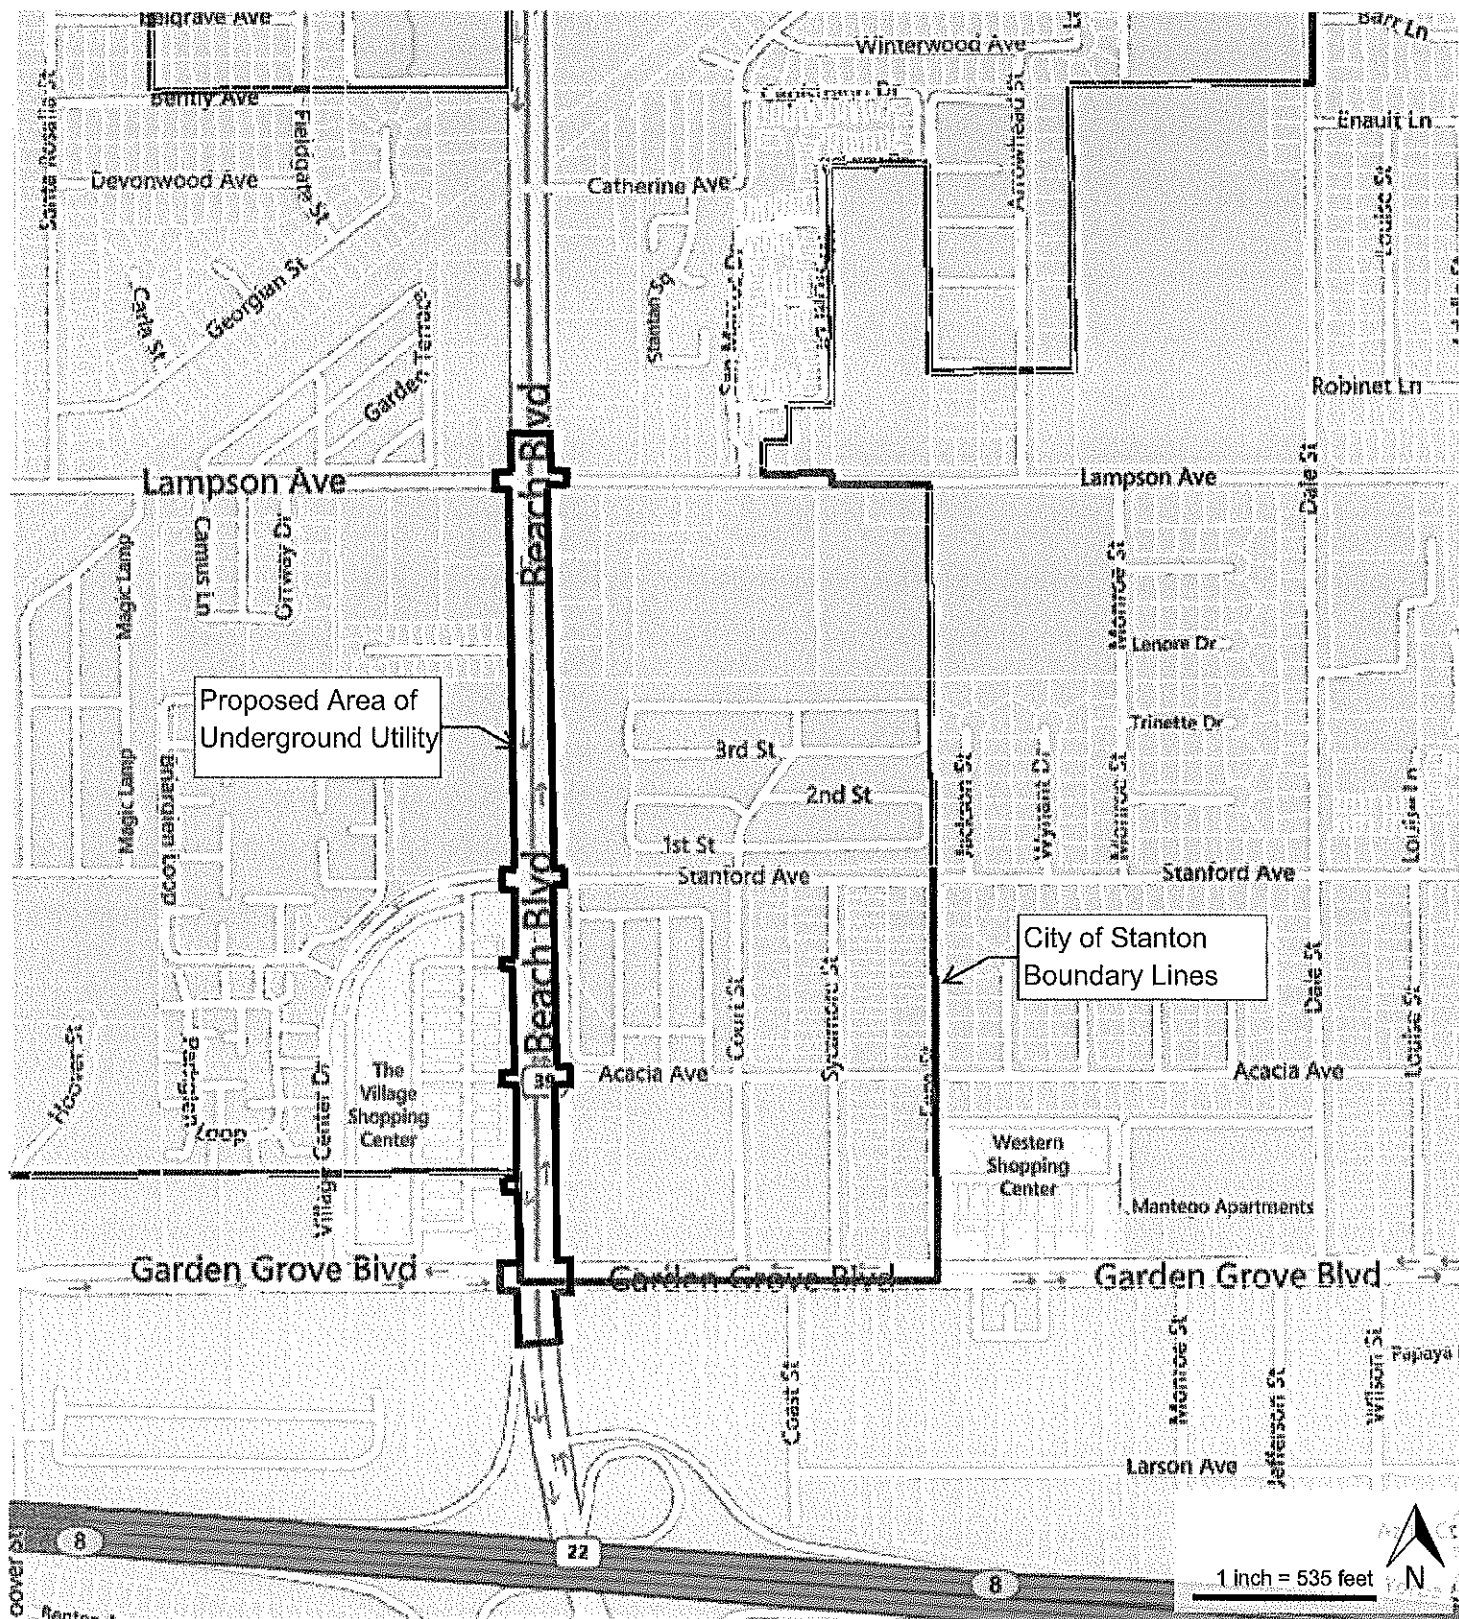 Belgrave Ave
Winterwood Ave
Barr Ln
Bently Ave
Enault Ln
Santa Rosalia St
Fieldgate St
Devonwood Ave
Catherine Ave
Arrowhead St
Louise St
Georgian St
Carla St
Garden Terrace
Stantan Sq
San Marcos Dr
Robinet Ln
Beach Blvd
Lampson Ave
Lampson Ave
Dale St
Magic Lamp
Camus Ln
Monroe St
Lenore Dr
Proposed Area of
Underground Utility
3rd St
Trinette Dr
2nd St
Jackson St
Wynant Dr
Monroe St
Magic Lamp
Briarglen Loop
1st St
Stanford Ave
Stanford Ave
Beach Blvd
City of Stanton
Boundary Lines
Court St
Sycamore St
Dale St
Louise St
Hoover St
Briarglen
Loop
Village Center Dr
The
Village
Shopping
Center
39
Acacia Ave
Acacia Ave
Western
Shopping
Center
Manteno Apartments
Garden Grove Blvd
Garden Grove Blvd
Garden Grove Blvd
Coast St
Monroe St
Jefferson St
Wilson St
Papaya
Larson Ave
8
22
8
oover St
1 inch = 535 feet
N